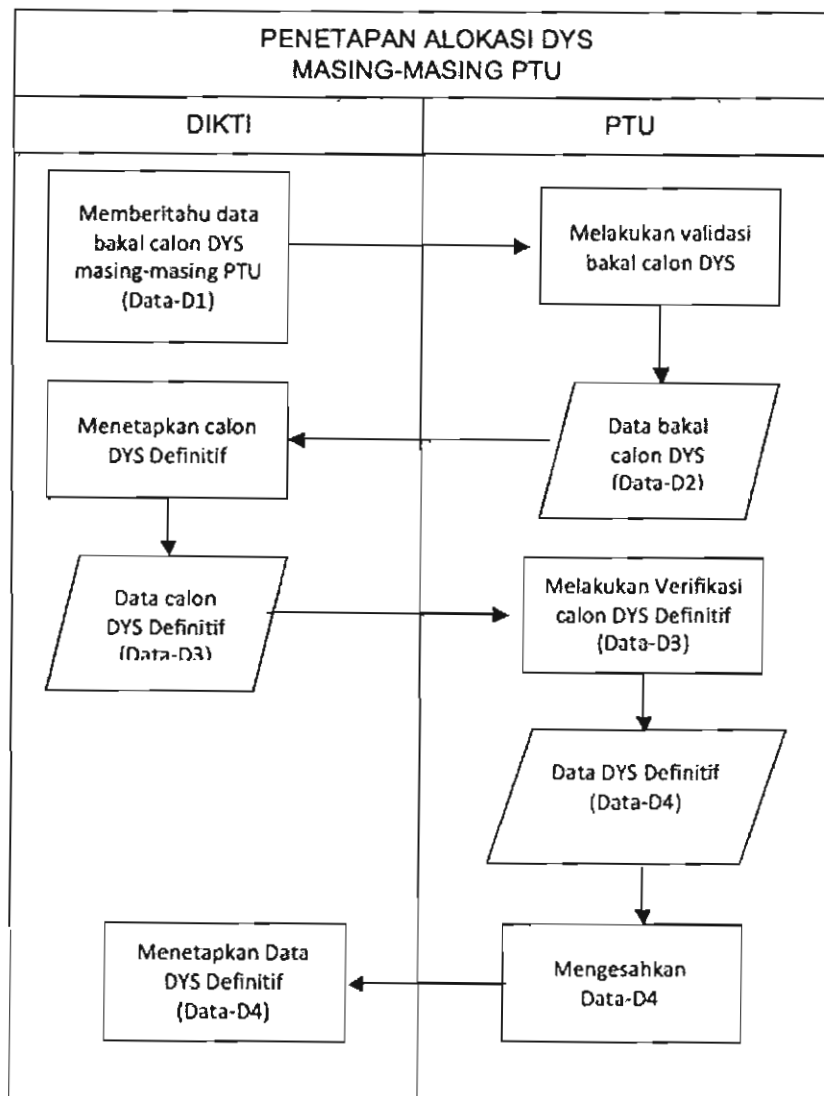 PENETAPAN ALOKASI DYS
MASING-MASING PTU
DIKTI
PTU
Memberitahu data
bakal calon DYS
masing-masing PTU
(Data-D1)
Melakukan validasi
bakal calon DYS
Menetapkan calon
DYS Definitif
Data bakal
calon DYS
(Data-D2)
Data calon
DYS Definitif
(Data-D3)
Melakukan Verifikasi
calon DYS Definitif
(Data-D3)
Data DYS Definitif
(Data-D4)
Menetapkan Data
DYS Definitif
(Data-D4)
Mengesahkan
Data-D4